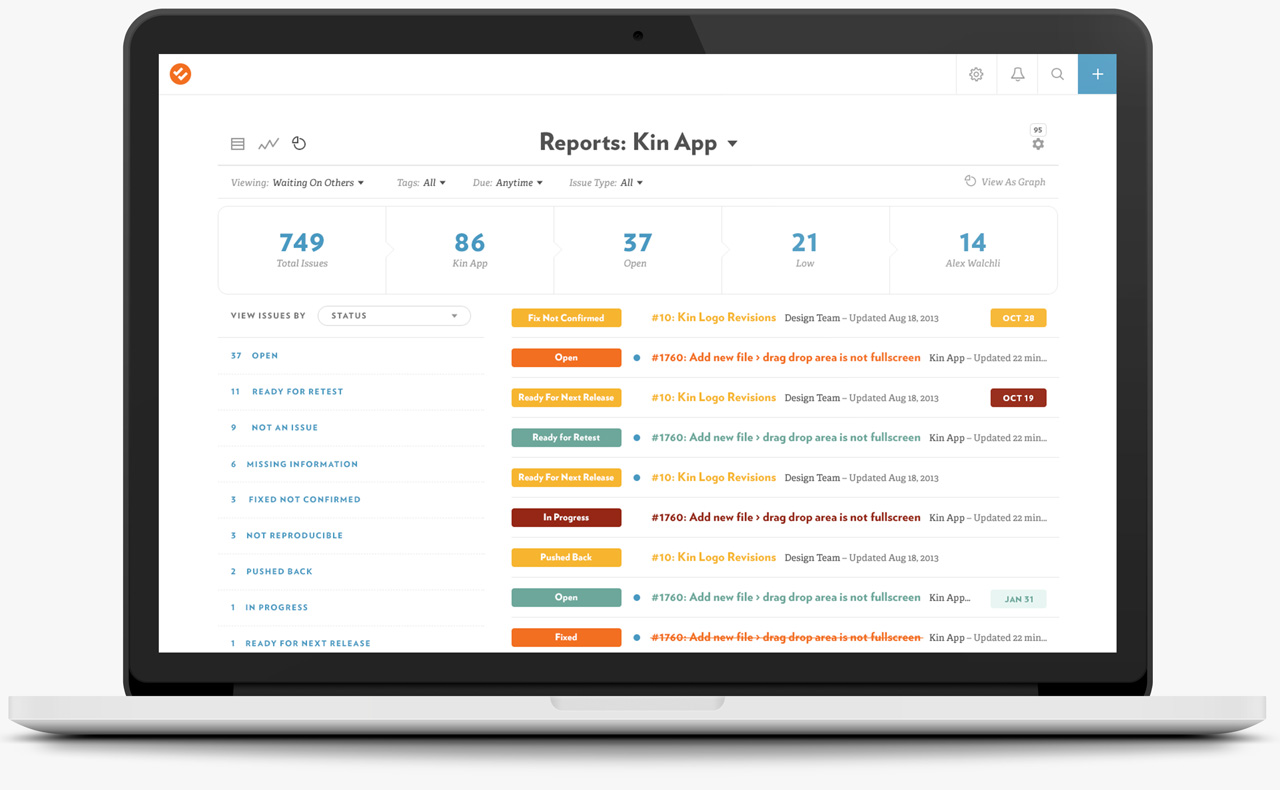 95
Reports: Kin App
Viewing: Waiting On Others Tags: All Due: Anytime Issue Type: All View As Graph
749 86 37 21 14
Total Issues Kin App Open Low Alex Walchli
VIEW ISSUES BY STATUS
37 OPEN
11 READY FOR RETEST
9 NOT AN ISSUE
6 MISSING INFORMATION
3 FIXED NOT CONFIRMED
3 NOT REPRODUCIBLE
2 PUSHED BACK
1 IN PROGRESS
1 READY FOR NEXT RELEASE
Fix Not Confirmed #10: Kin Logo Revisions Design Team – Updated Aug 18, 2013 OCT 28
Open #1760: Add new file › drag drop area is not fullscreen Kin App – Updated 22 min...
Ready For Next Release #10: Kin Logo Revisions Design Team – Updated Aug 18, 2013 OCT 19
Ready for Retest #1760: Add new file › drag drop area is not fullscreen Kin App – Updated 22 min...
Ready For Next Release #10: Kin Logo Revisions Design Team – Updated Aug 18, 2013
In Progress #1760: Add new file › drag drop area is not fullscreen Kin App – Updated 22 min...
Pushed Back #10: Kin Logo Revisions Design Team – Updated Aug 18, 2013
Open #1760: Add new file › drag drop area is not fullscreen Kin App... JAN 31
Fixed #1760: Add new file › drag drop area is not fullscreen Kin App – Updated 22 min...